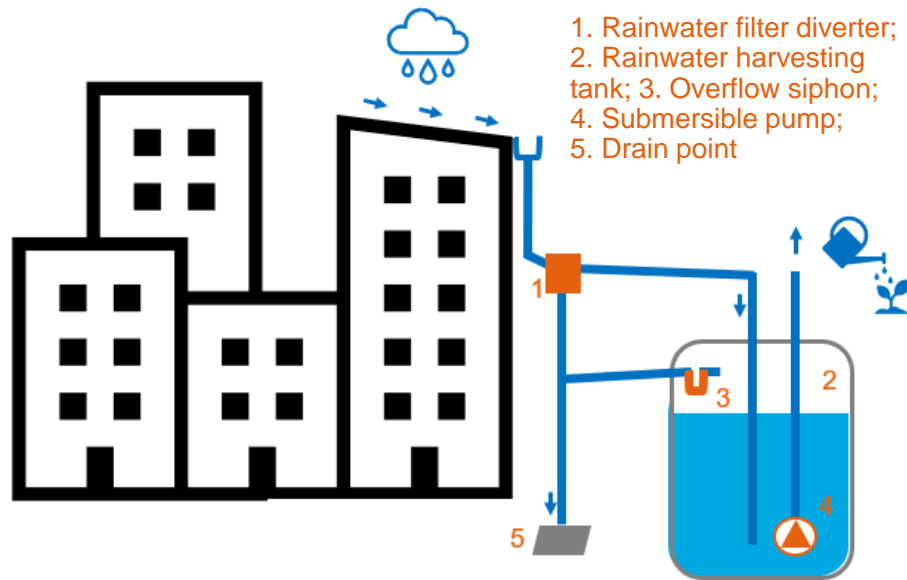 1. Rainwater filter diverter;
2. Rainwater harvesting
tank; 3. Overflow siphon;
4. Submersible pump;
5. Drain point
1
2
3
4
5